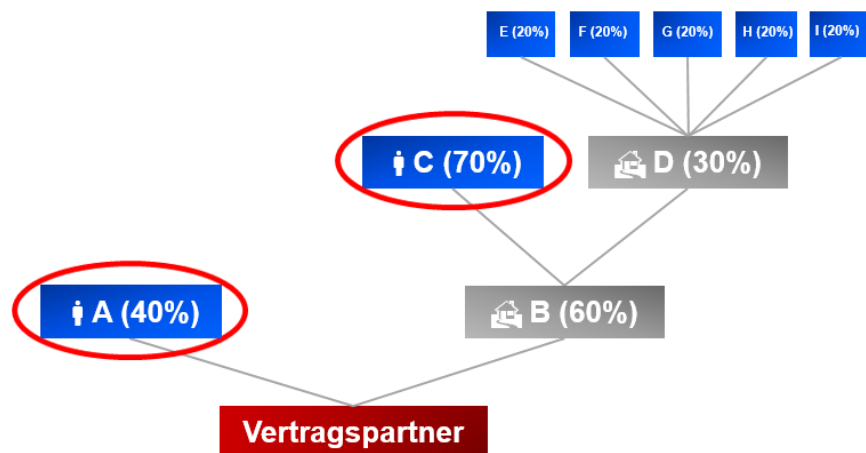 E (20%)
F (20%)
G (20%)
H (20%)
I (20%)
C (70%)
D (30%)
A (40%)
B (60%)
Vertragspartner